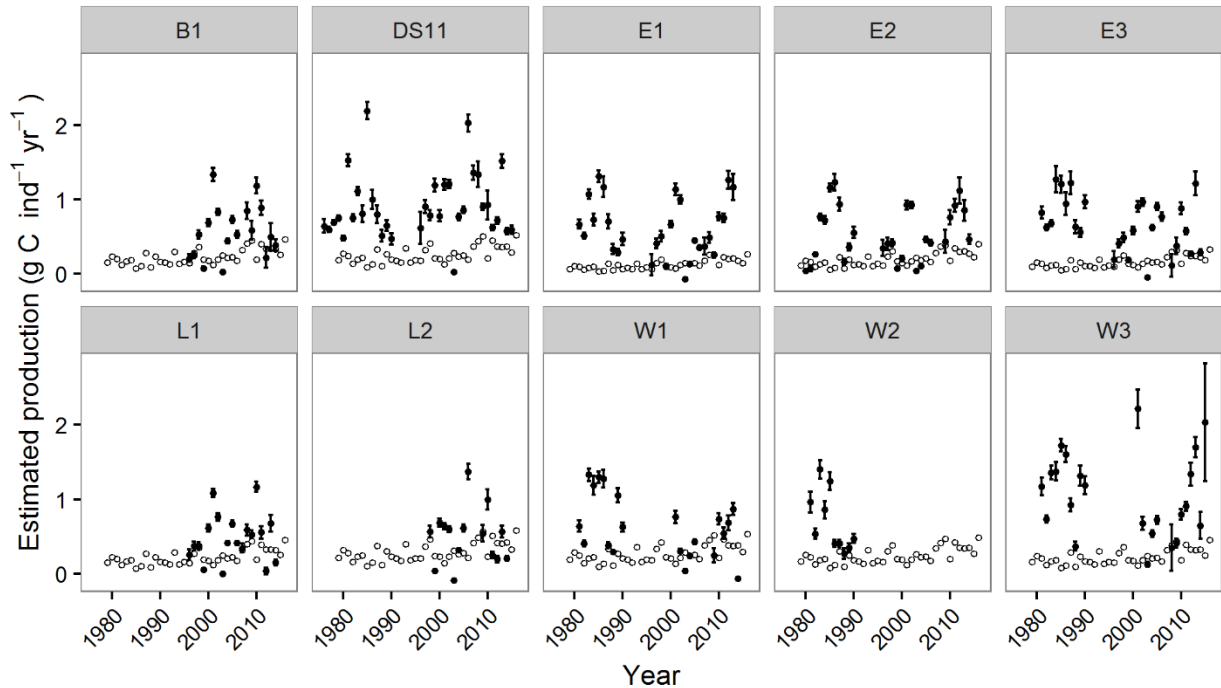 B1 DS11 E1 E2 E3
2
1
0
L1 L2 W1 W2 W3
2
1
0
Estimated production (g C ind⁻¹ yr⁻¹ )
1980 1990 2000 2010 1980 1990 2000 2010 1980 1990 2000 2010 1980 1990 2000 2010 1980 1990 2000 2010
Year